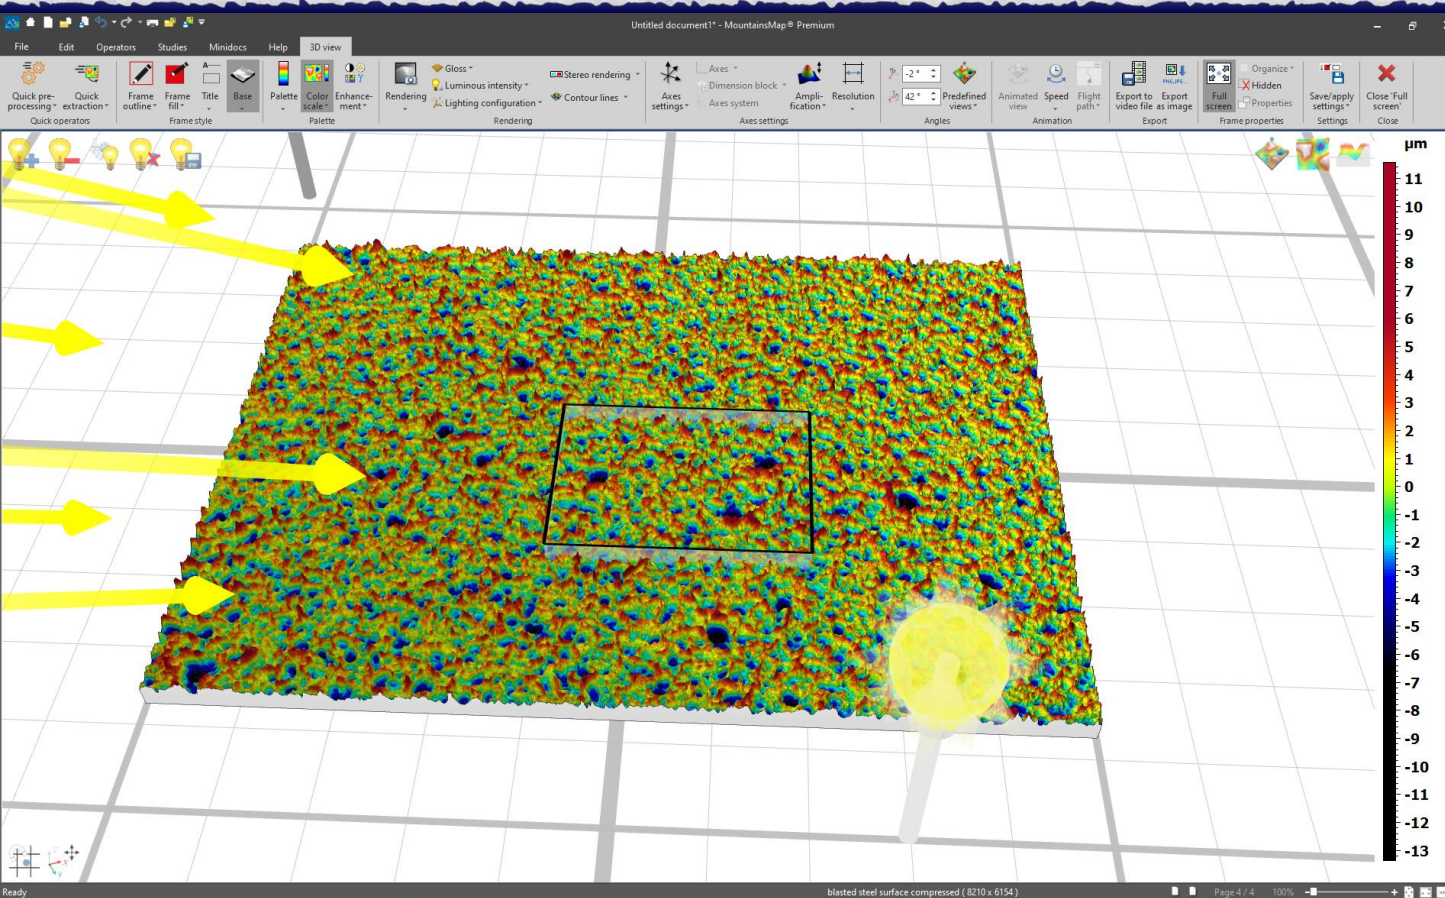 Untitled document1* - MountainsMap® Premium
File Edit Operators Studies Minidocs Help 3D view
Quick pre-processing
Quick extraction
Quick operators
Frame outline
Frame fill
Title
Base
Frame style
Palette
Color scale
Enhance-ment
Palette
Rendering
Gloss
Luminous intensity
Lighting configuration
Stereo rendering
Contour lines
Rendering
Axes settings
Axes
Dimension block
Axes system
Ampli-fication
Resolution
Axes settings
-2 °
42 °
Predefined views
Angles
Animated view
Speed
Flight path
Animation
Export to video file
PNG, JPG...
Export as image
Export
Full screen
Organize
Hidden
Properties
Frame properties
Save/apply settings
Settings
Close 'Full screen'
Close
µm
11
10
9
8
7
6
5
4
3
2
1
0
-1
-2
-3
-4
-5
-6
-7
-8
-9
-10
-11
-12
-13
X
Y
Ready
blasted steel surface compressed ( 8210 x 6154 )
Page 4 / 4
100%